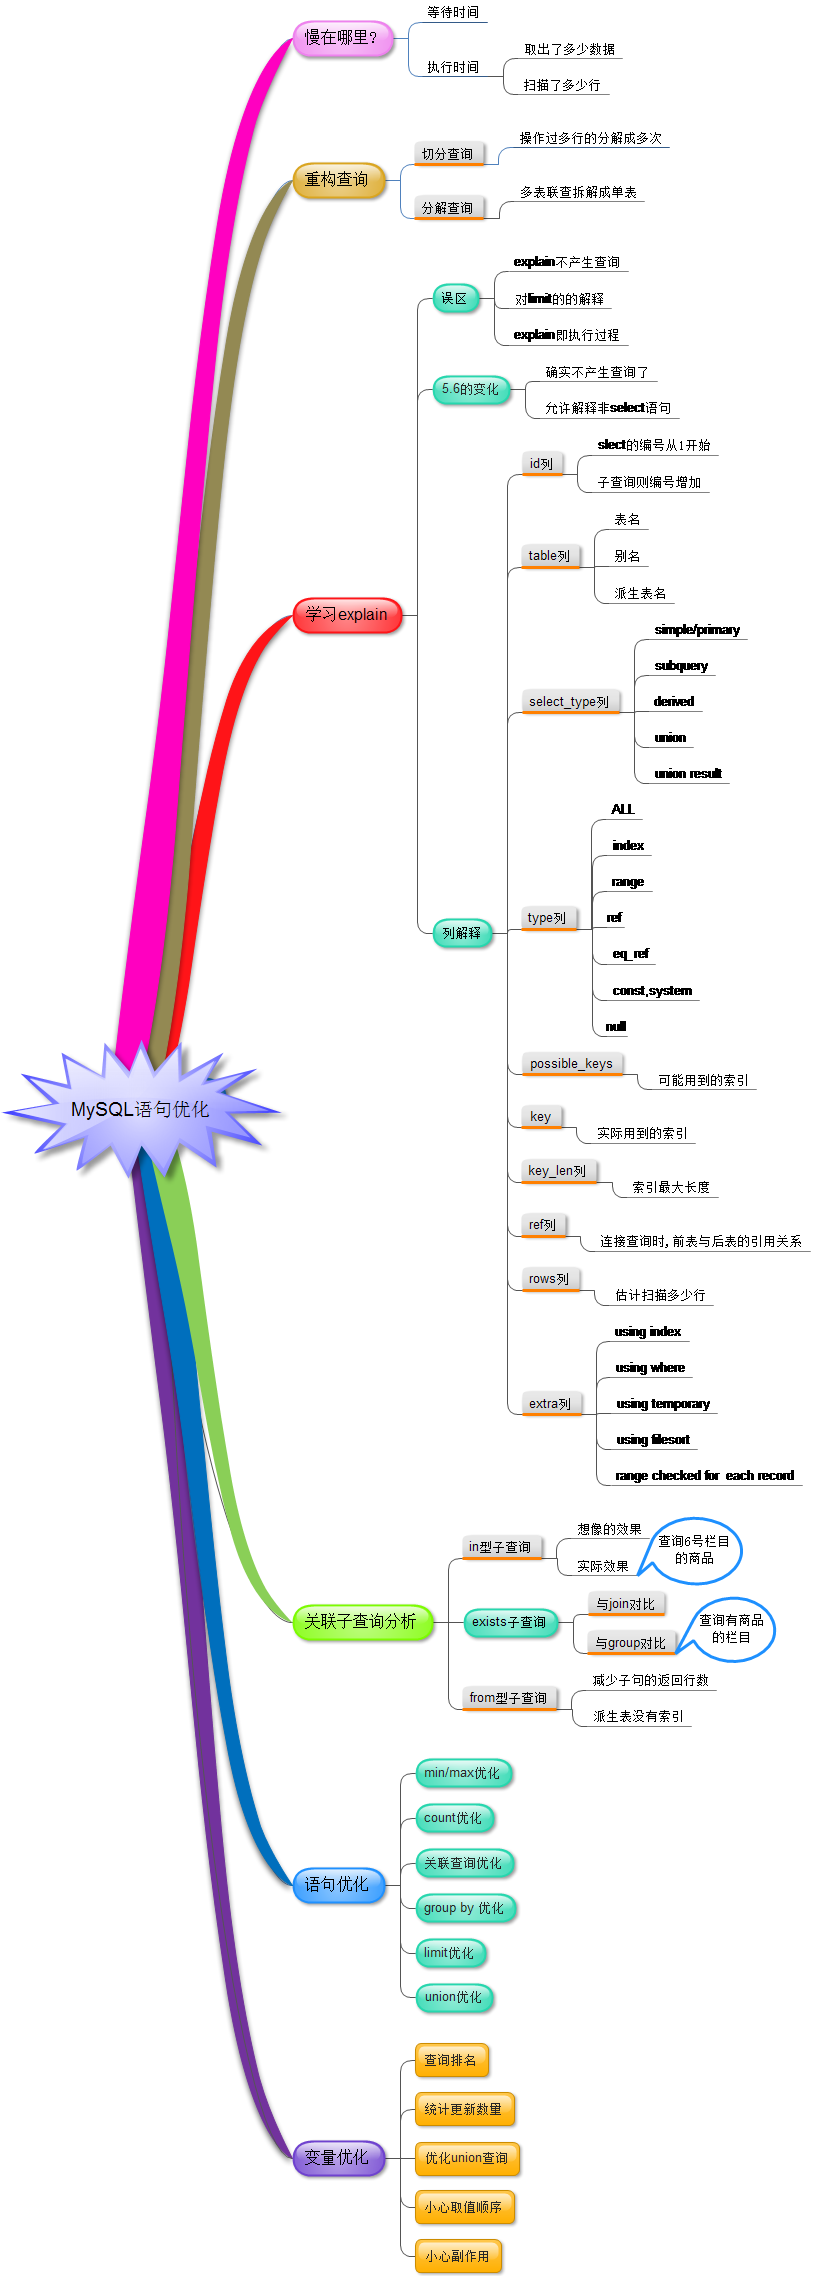 慢在哪里?
等待时间
执行时间
取出了多少数据
扫描了多少行
重构查询
切分查询
操作过多行的分解成多次
分解查询
多表联查拆解成单表
学习explain
误区
explain不产生查询
对limit的的解释
explain即执行过程
5.6的变化
确实不产生查询了
允许解释非select语句
列解释
id列
slect的编号从1开始
子查询则编号增加
table列
表名
别名
派生表名
select_type列
simple/primary
subquery
derived
union
union result
type列
ALL
index
range
ref
eq_ref
const,system
null
possible_keys
可能用到的索引
key
实际用到的索引
key_len列
索引最大长度
ref列
连接查询时, 前表与后表的引用关系
rows列
估计扫描多少行
extra列
using index
using where
using temporary
using filesort
range checked for each record
MySQL语句优化
关联子查询分析
in型子查询
想像的效果
实际效果
查询6号栏目
的商品
exists子查询
与join对比
与group对比
查询有商品
的栏目
from型子查询
减少子句的返回行数
派生表没有索引
语句优化
min/max优化
count优化
关联查询优化
group by 优化
limit优化
union优化
变量优化
查询排名
统计更新数量
优化union查询
小心取值顺序
小心副作用